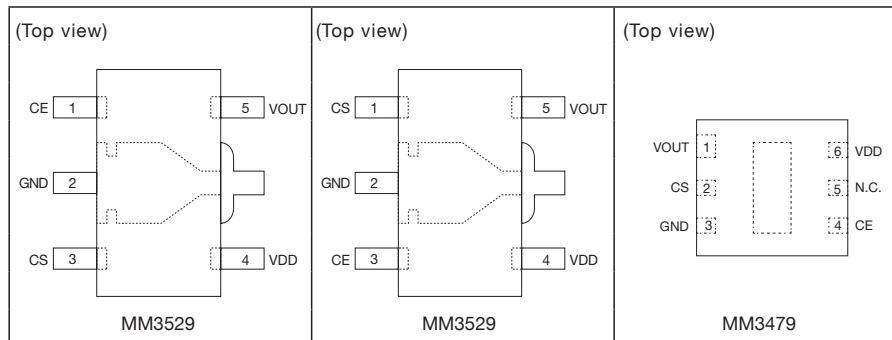 (Top view)
CE 1 5 VOUT
GND 2
CS 3 4 VDD
MM3529
(Top view)
CS 1 5 VOUT
GND 2
CE 3 4 VDD
MM3529
(Top view)
VOUT 1 6 VDD
CS 2 5 N.C.
GND 3 4 CE
MM3479